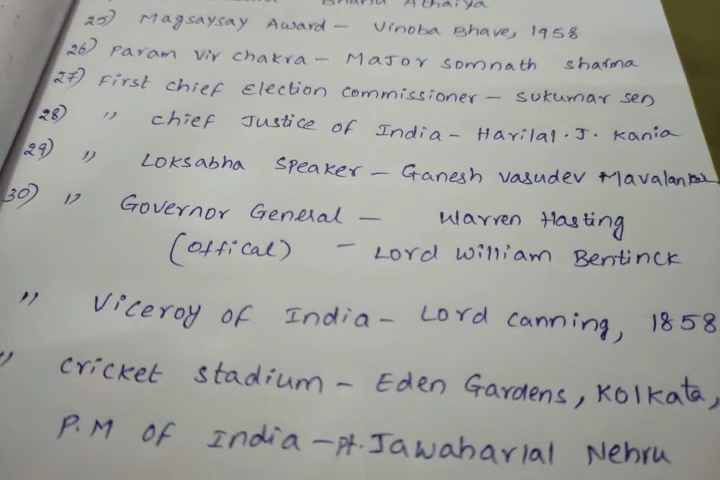 Bhanu Athaiya
25) Magsaysay Award - Vinoba Bhave, 1958
26) Param Vir Chakra - Major Somnath Sharma
27) First Chief Election Commissioner - Sukumar Sen
28) " Chief Justice of India - Harilal. J. Kania
29) " Loksabha Speaker - Ganesh Vasudev Mavalankar
30) " Governor General - Warren Hasting
(Offical) - Lord William Bentinck
" Viceroy of India - Lord Canning, 1858
" Cricket Stadium - Eden Gardens, Kolkata,
P.M of India - Pt. Jawaharlal Nehru